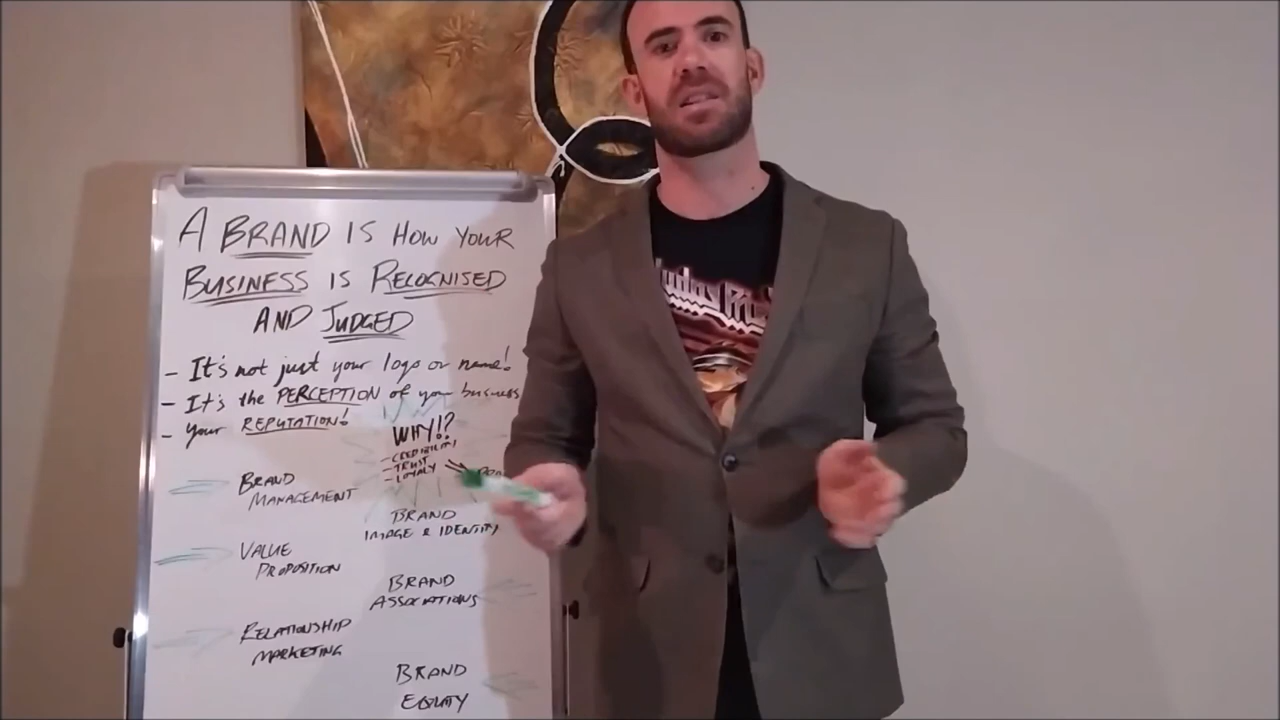 A BRAND IS HOW YOUR
BUSINESS IS RECOGNISED
AND JUDGED
- It's not just your logo or name!
- It's the PERCEPTION of your business
- Your REPUTATION!
WHY!?
- CREDIBILITY
- TRUST
- LOYALTY
BRAND
MANAGEMENT
BRAND
IMAGE & IDENTITY
VALUE
PROPOSITION
BRAND
ASSOCIATIONS
RELATIONSHIP
MARKETING
BRAND
EQUITY
Judas Pri